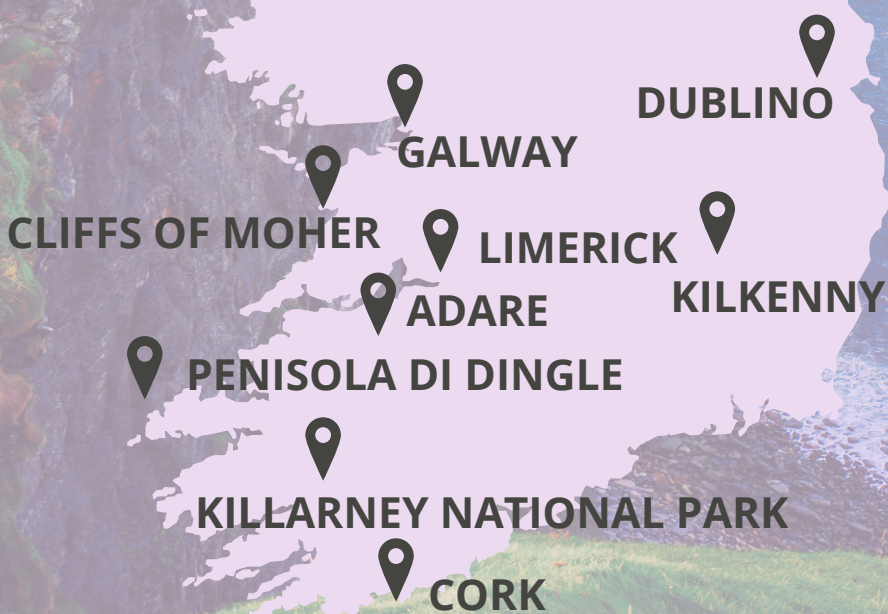 DUBLINO
GALWAY
CLIFFS OF MOHER
LIMERICK
KILKENNY
ADARE
PENISOLA DI DINGLE
KILLARNEY NATIONAL PARK
CORK